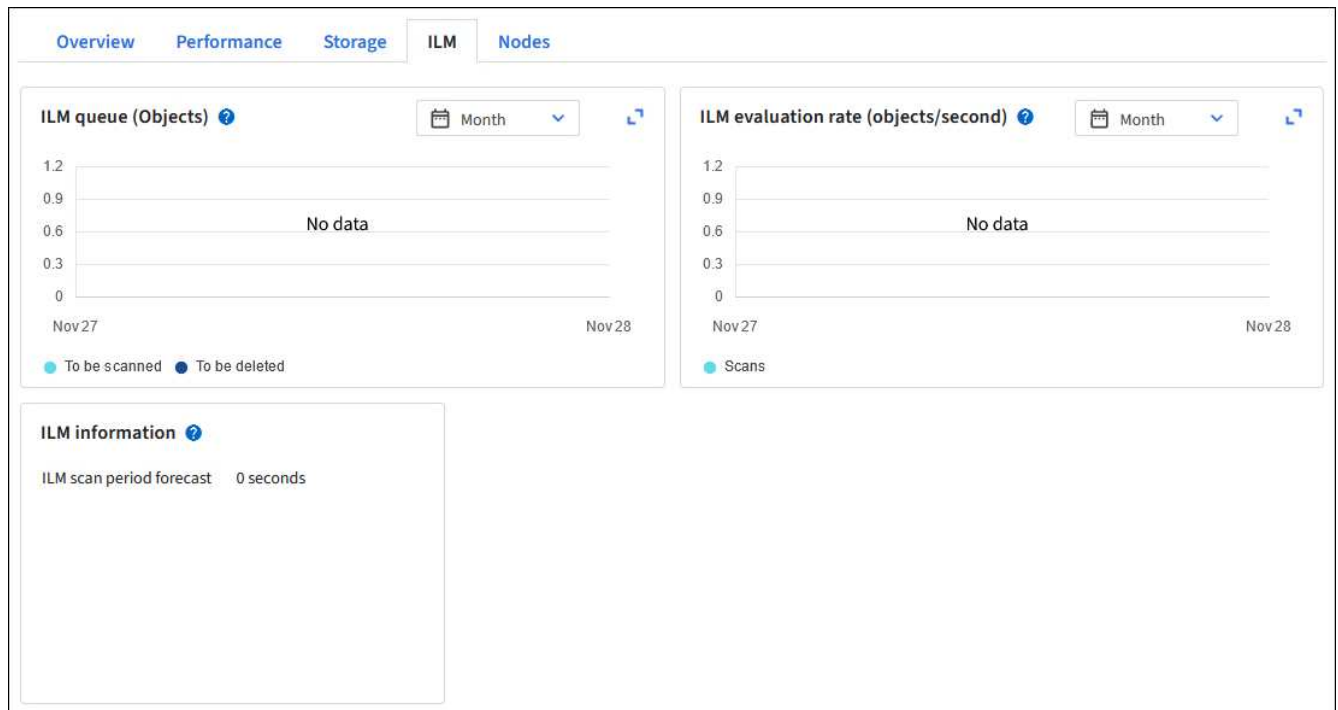 Overview Performance Storage ILM Nodes
ILM queue (Objects) ? Month
1.2
0.9
0.6
0.3
0
No data
Nov 27 Nov 28
To be scanned To be deleted
ILM evaluation rate (objects/second) ? Month
1.2
0.9
0.6
0.3
0
No data
Nov 27 Nov 28
Scans
ILM information ?
ILM scan period forecast 0 seconds